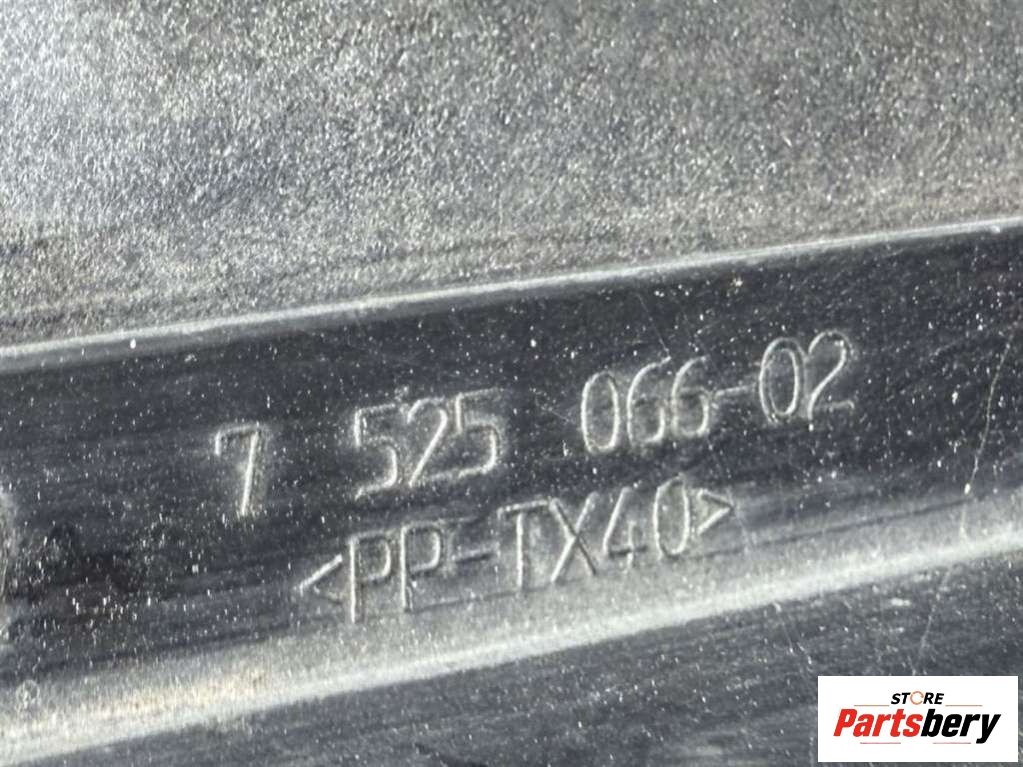 7 525 066-02
<PP-TX40>
STORE
Partsbery